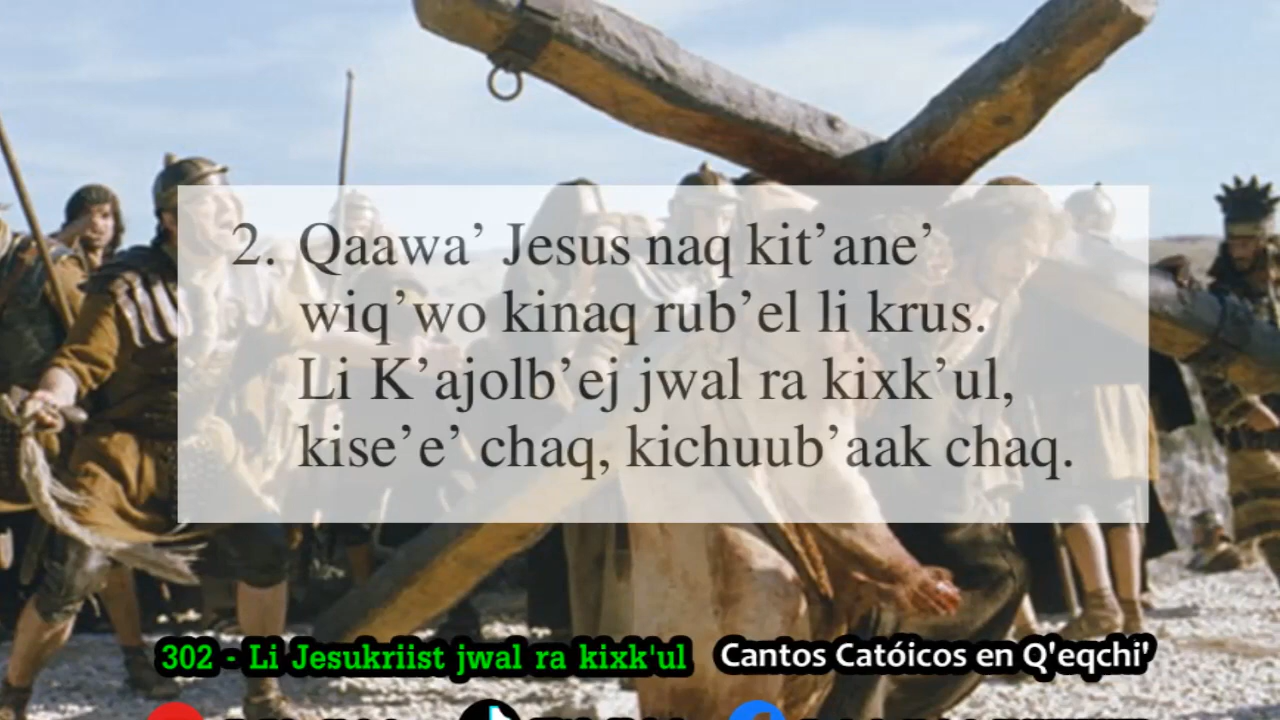 2. Qaawa’ Jesus naq kit’ane’
wiq’wo kinaq rub’el li krus.
Li K’ajolb’ej jwal ra kixk’ul,
kise’e’ chaq, kichuub’aak chaq.
302 - Li Jesukriist jwal ra kixk'ul
Cantos Catóicos en Q'eqchi'